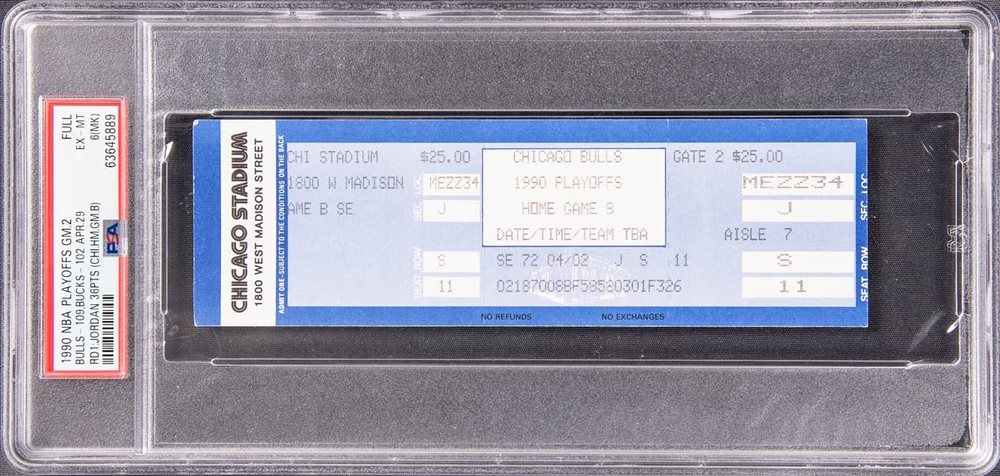 1990 NBA PLAYOFFS GM.2
BULLS - 109, BUCKS - 102 APR.29
RD1:JORDAN 36PTS (CHI.HM.GM B)
FULL
EX - MT
6(MK)
63645889
PSA
CHICAGO STADIUM
1800 WEST MADISON STREET
ADMIT ONE-SUBJECT TO THE CONDITIONS ON THE BACK
CHI STADIUM $25.00
1800 W MADISON MEZZ34
AME B SE J
SEC LOC
S
11
SEAT ROW
CHICAGO BULLS
1990 PLAYOFFS
HOME GAME B
DATE/TIME/TEAM TBA
SE 72 04/02 J S 11
NO REFUNDS NO EXCHANGES
GATE 2 $25.00
MEZZ34
J
SEC LOC
AISLE 7
S
11
SEAT ROW